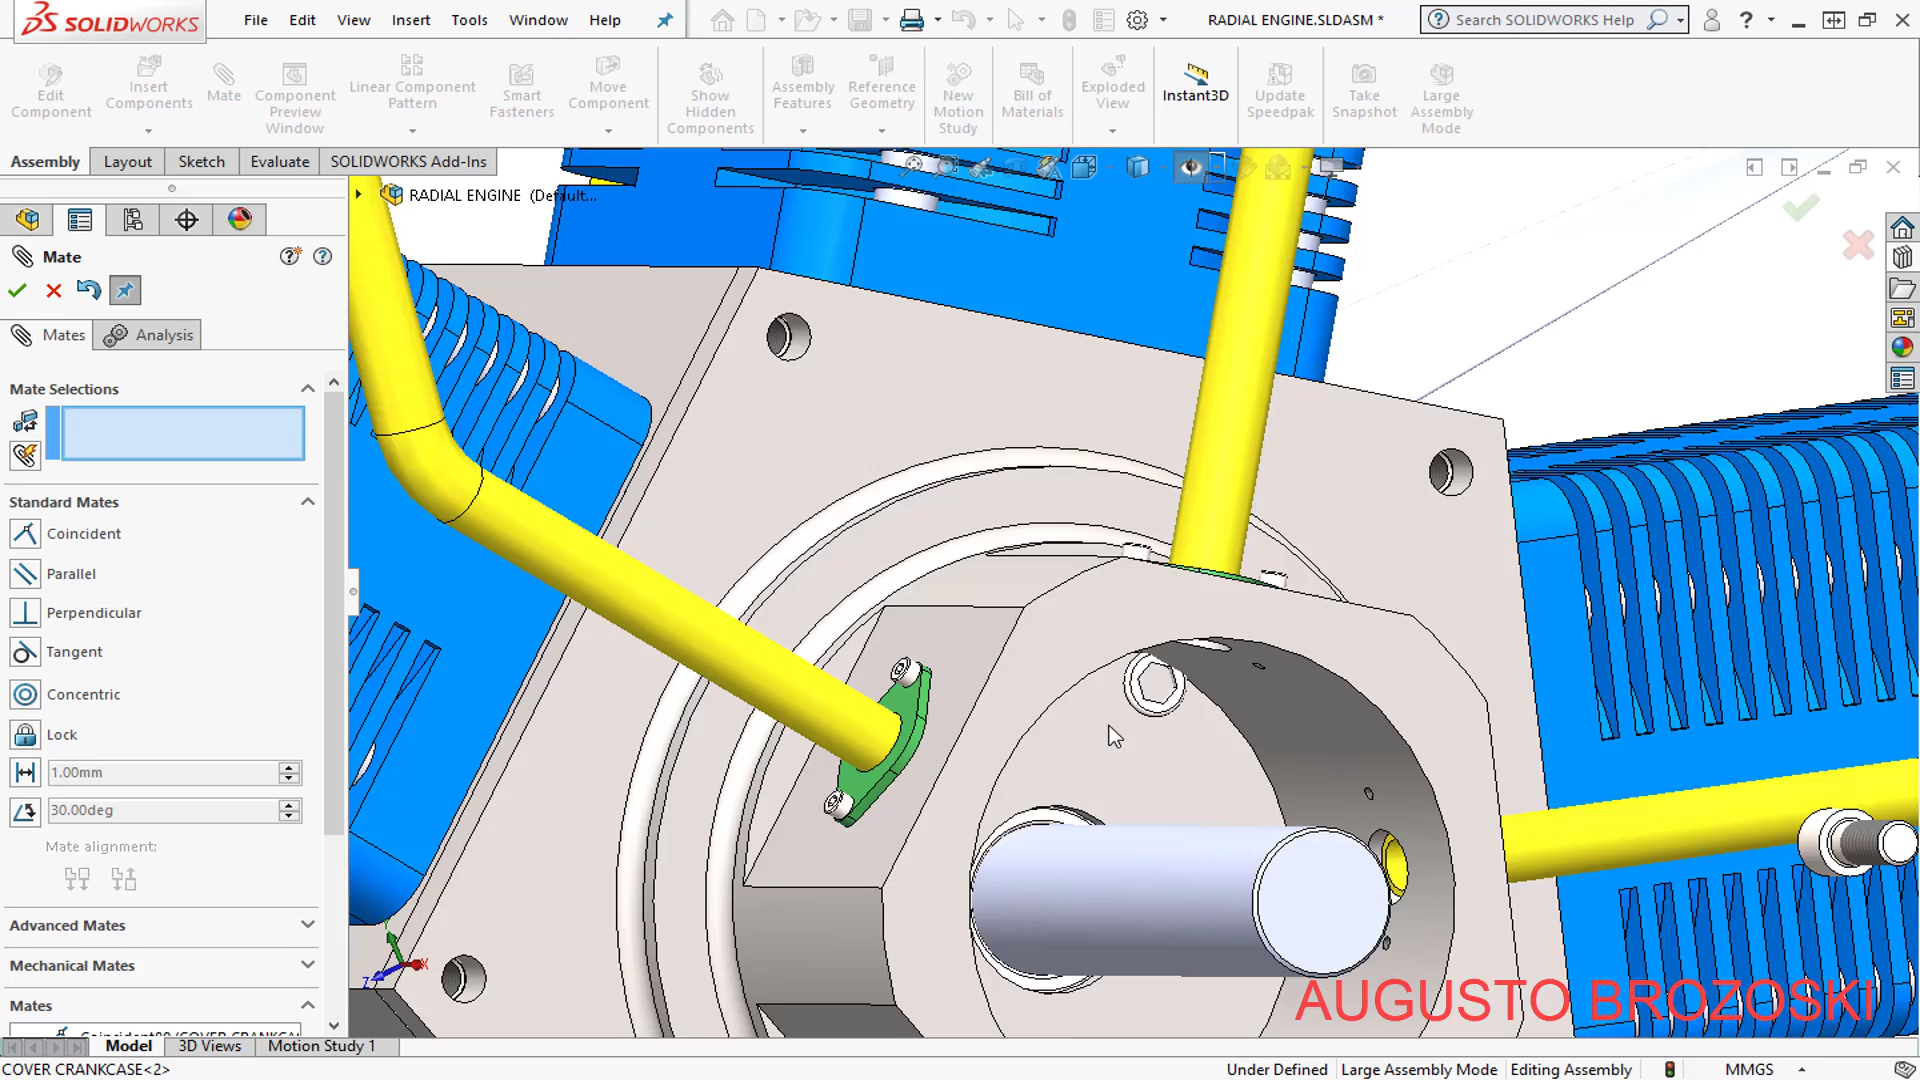 SOLIDWORKS File Edit View Insert Tools Window Help RADIAL ENGINE.SLDASM * Search SOLIDWORKS Help ?
Edit Component
Insert Components
Mate
Component Preview Window
Linear Component Pattern
Smart Fasteners
Move Component
Show Hidden Components
Assembly Features
Reference Geometry
New Motion Study
Bill of Materials
Exploded View
Instant3D
Update Speedpak
Take Snapshot
Large Assembly Mode
Assembly Layout Sketch Evaluate SOLIDWORKS Add-Ins
RADIAL ENGINE (Default...
Mate
Mates Analysis
Mate Selections
Standard Mates
Coincident
Parallel
Perpendicular
Tangent
Concentric
Lock
1.00mm
30.00deg
Mate alignment:
Advanced Mates
Mechanical Mates
Mates
X
Z
AUGUSTO BROZOSKI
Model 3D Views Motion Study 1
COVER CRANKCASE<2> Under Defined Large Assembly Mode Editing Assembly MMGS